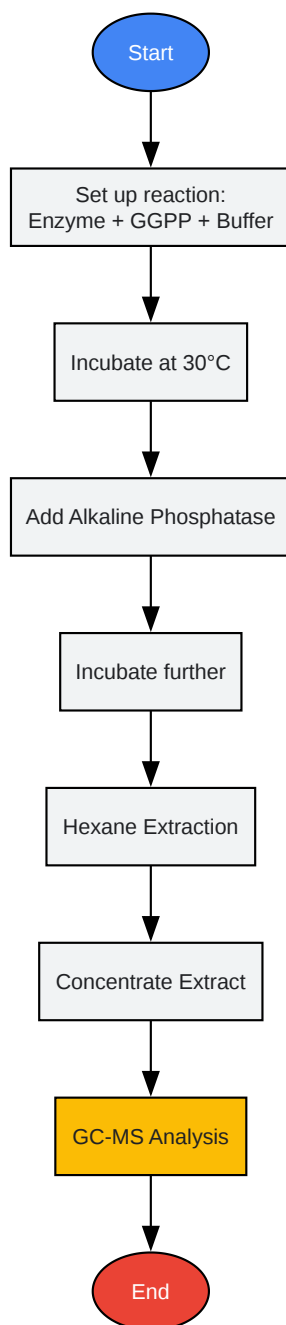 Start
Set up reaction:
Enzyme + GGPP + Buffer
Incubate at 30°C
Add Alkaline Phosphatase
Incubate further
Hexane Extraction
Concentrate Extract
GC-MS Analysis
End